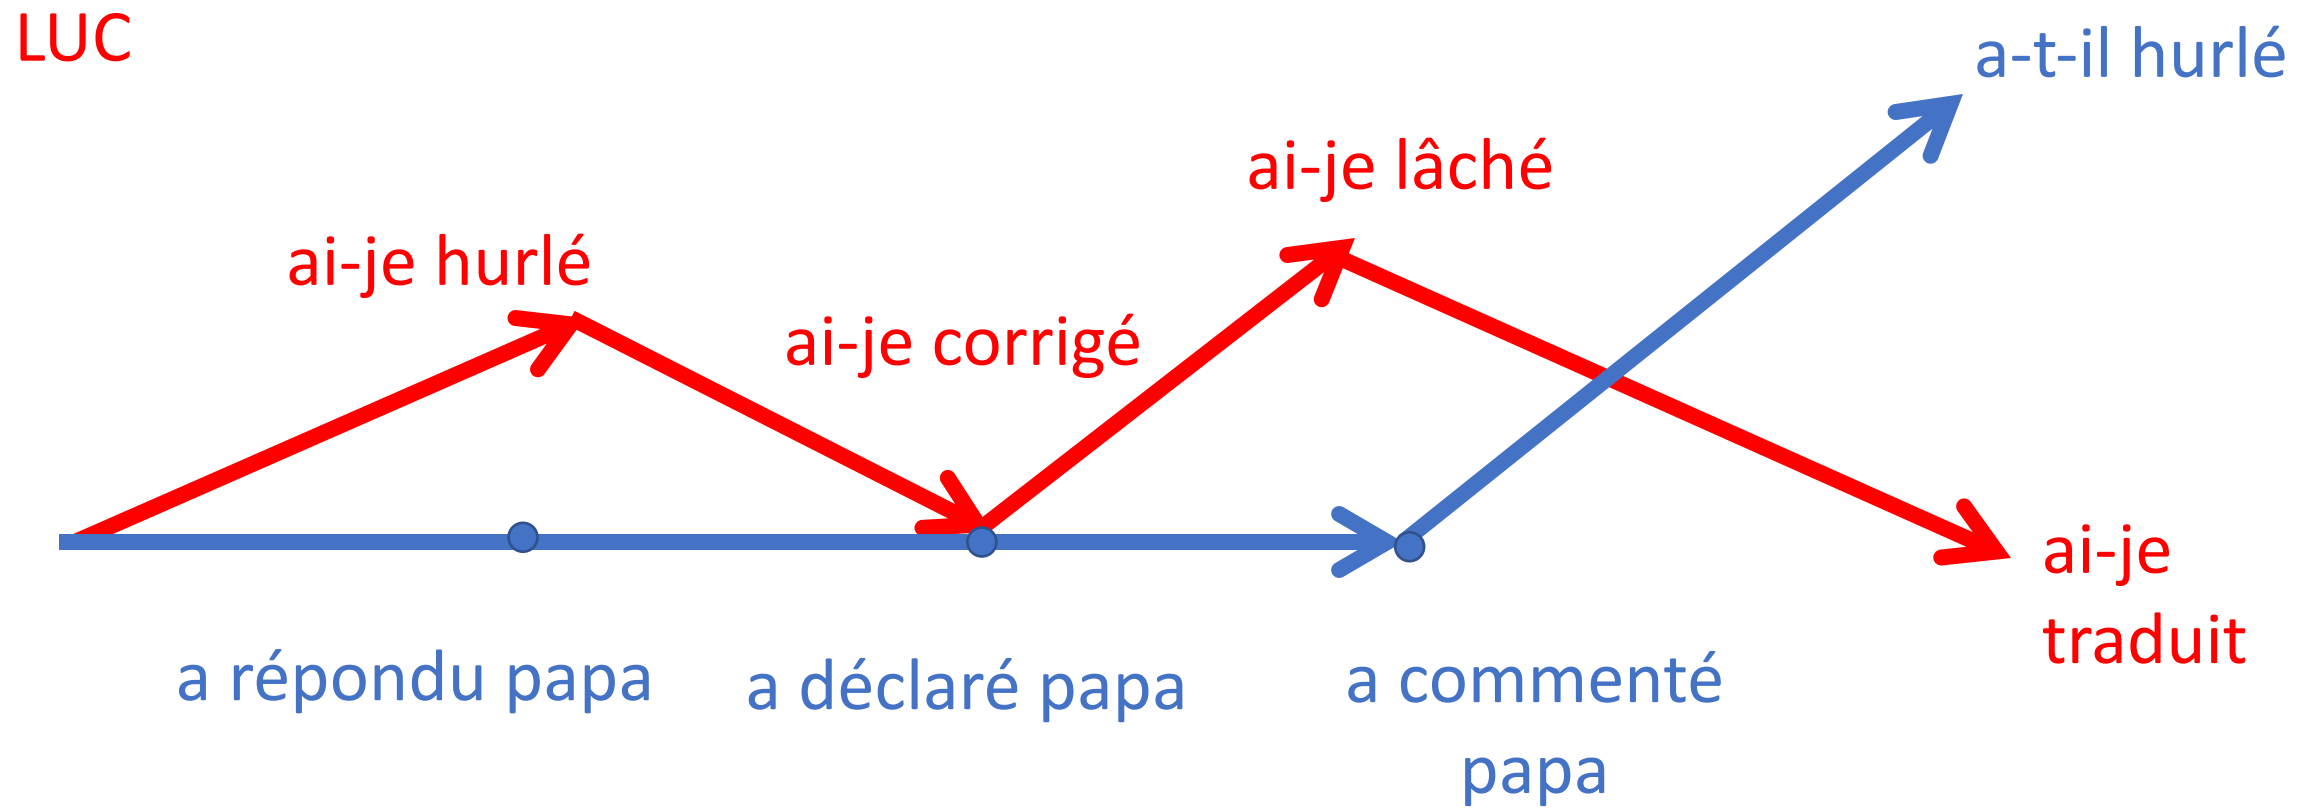 LUC
a-t-il hurlé
ai-je lâché
ai-je hurlé
ai-je corrigé
ai-je
traduit
a répondu papa
a déclaré papa
a commenté
papa